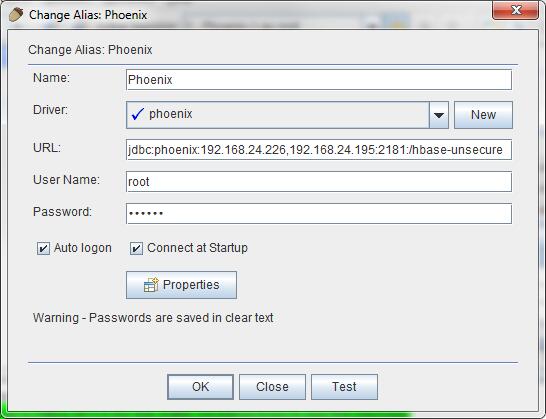 Change Alias: Phoenix
Change Alias: Phoenix
Name: Phoenix
Driver: phoenix New
URL: jdbc:phoenix:192.168.24.226,192.168.24.195:2181:/hbase-unsecure
User Name: root
Password: ••••••
Auto logon Connect at Startup
Properties
Warning - Passwords are saved in clear text
OK Close Test